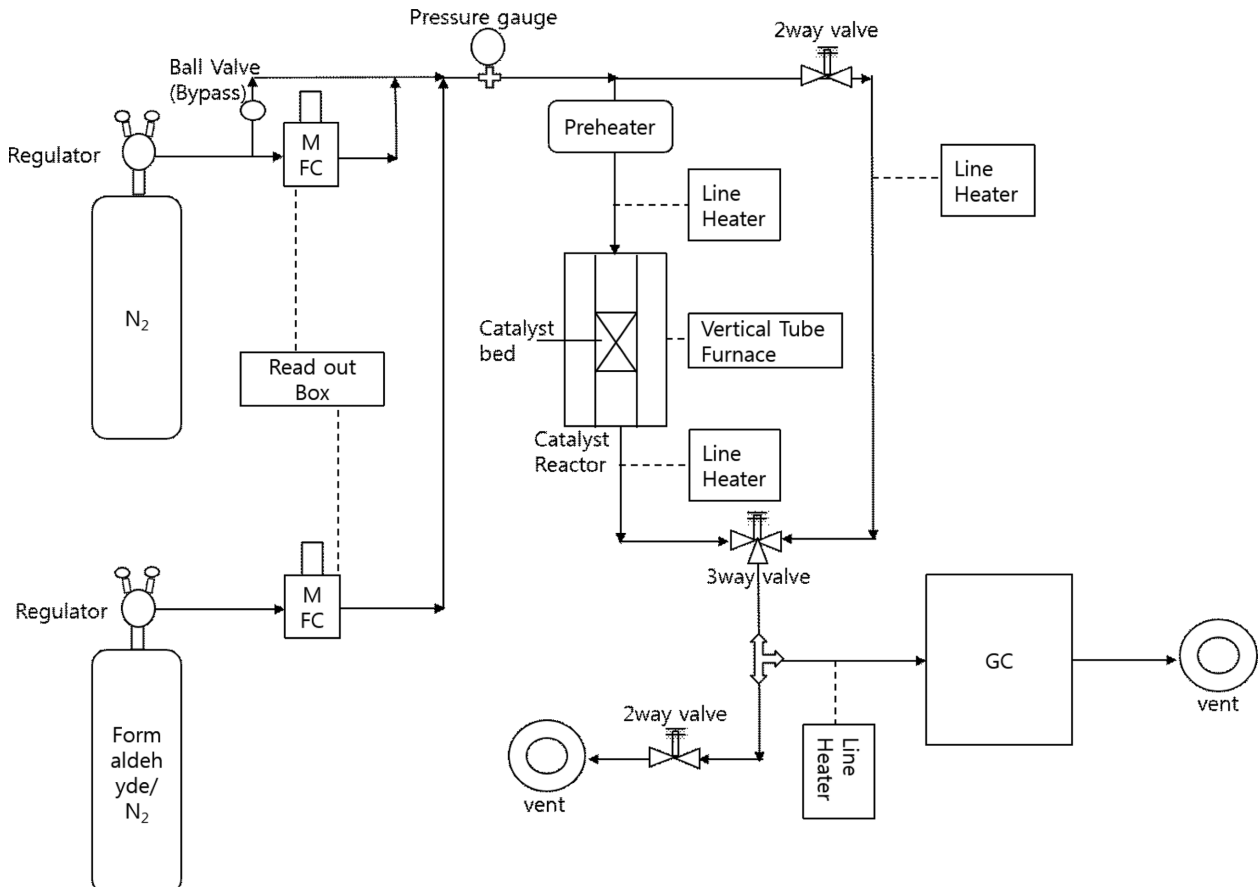 Pressure gauge
2way valve
Ball Valve
(Bypass)
Regulator
M
FC
Preheater
Line
Heater
Line
Heater
N₂
Catalyst
bed
Vertical Tube
Furnace
Read out
Box
Catalyst
Reactor
Line
Heater
3way valve
Regulator
M
FC
GC
vent
Form
aldeh
yde/
N₂
2way valve
vent
Line
Heater